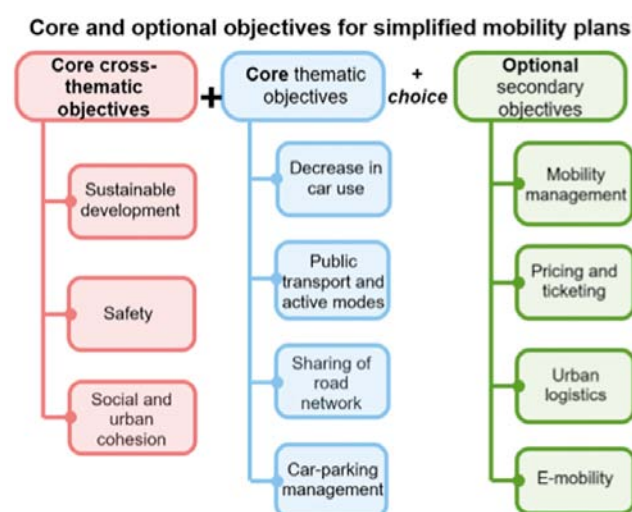 Core and optional objectives for simplified mobility plans
Core cross-
thematic
objectives
+
Core thematic
objectives
+
choice
Optional
secondary
objectives
Sustainable
development
Safety
Social and
urban
cohesion
Decrease in
car use
Public
transport and
active modes
Sharing of
road
network
Car-parking
management
Mobility
management
Pricing and
ticketing
Urban
logistics
E-mobility